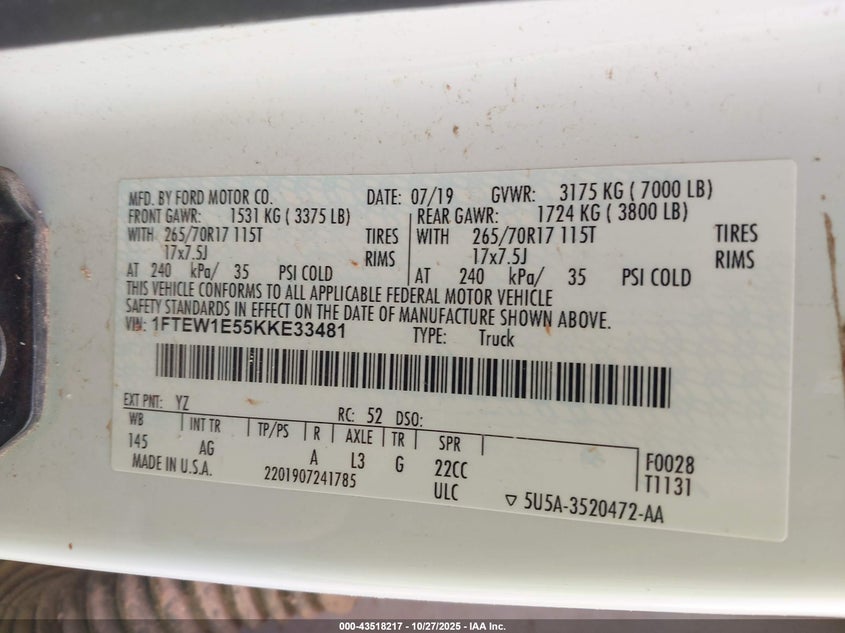 MFD. BY FORD MOTOR CO. DATE: 07/19 GVWR: 3175 KG ( 7000 LB)
FRONT GAWR: 1531 KG ( 3375 LB) REAR GAWR: 1724 KG ( 3800 LB)
WITH 265/70R17 115T TIRES WITH 265/70R17 115T TIRES
17x7.5J RIMS 17x7.5J RIMS
AT 240 kPa/ 35 PSI COLD AT 240 kPa/ 35 PSI COLD
THIS VEHICLE CONFORMS TO ALL APPLICABLE FEDERAL MOTOR VEHICLE
SAFETY STANDARDS IN EFFECT ON THE DATE OF MANUFACTURE SHOWN ABOVE.
VIN: 1FTEW1E55KKE33481 TYPE: Truck
EXT PNT: YZ RC: 52 DSO:
WB INT TR TP/PS R AXLE TR SPR
145 AG A L3 G 22CC F0028
MADE IN U.S.A. 2201907241785 ULC T1131
5U5A-3520472-AA
000-43518217 - 10/27/2025 - IAA Inc.